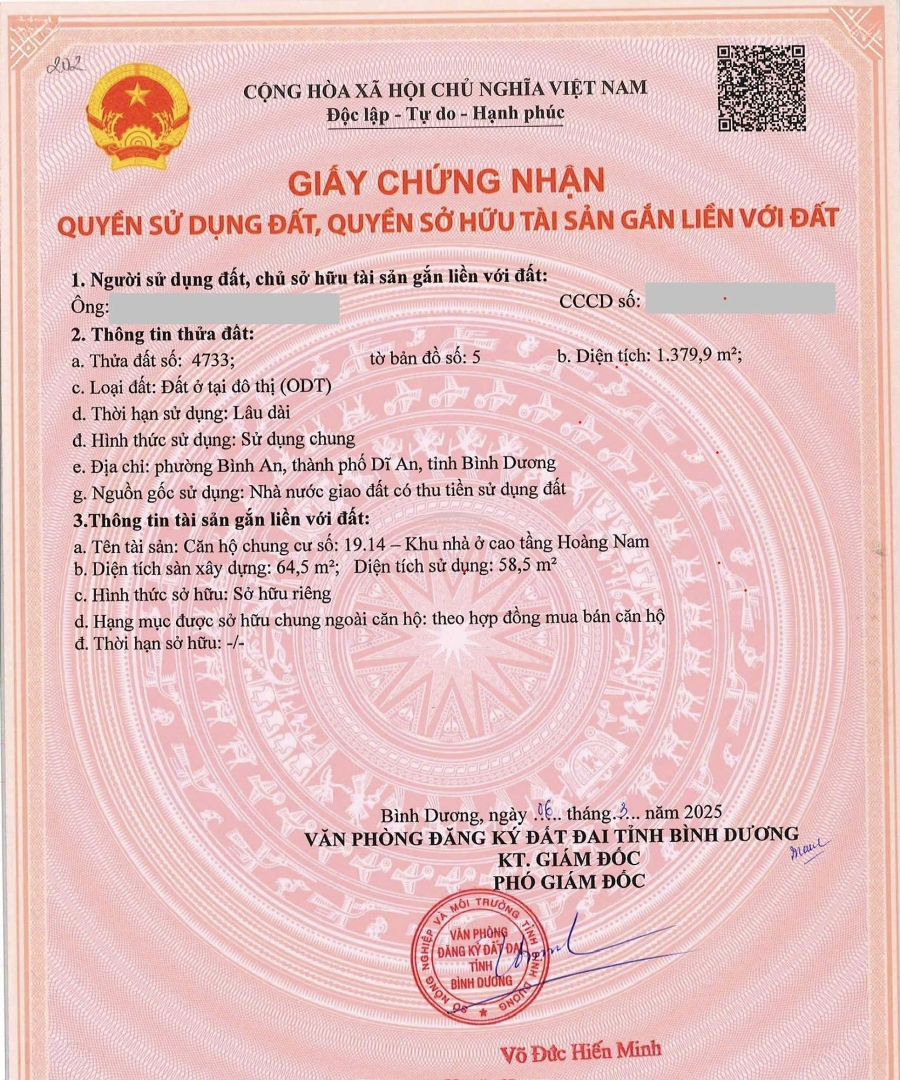 202
CỘNG HÒA XÃ HỘI CHỦ NGHĨA VIỆT NAM
Độc lập - Tự do - Hạnh phúc
GIẤY CHỨNG NHẬN
QUYỀN SỬ DỤNG ĐẤT, QUYỀN SỞ HỮU TÀI SẢN GẮN LIỀN VỚI ĐẤT
1. Người sử dụng đất, chủ sở hữu tài sản gắn liền với đất:
Ông: CCCD số:
2. Thông tin thửa đất:
a. Thửa đất số: 4733; tờ bản đồ số: 5 b. Diện tích: 1.379,9 m²;
c. Loại đất: Đất ở tại đô thị (ODT)
d. Thời hạn sử dụng: Lâu dài
đ. Hình thức sử dụng: Sử dụng chung
e. Địa chỉ: phường Bình An, thành phố Dĩ An, tỉnh Bình Dương
g. Nguồn gốc sử dụng: Nhà nước giao đất có thu tiền sử dụng đất
3.Thông tin tài sản gắn liền với đất:
a. Tên tài sản: Căn hộ chung cư số: 19.14 – Khu nhà ở cao tầng Hoàng Nam
b. Diện tích sàn xây dựng: 64,5 m²; Diện tích sử dụng: 58,5 m²
c. Hình thức sở hữu: Sở hữu riêng
d. Hạng mục được sở hữu chung ngoài căn hộ: theo hợp đồng mua bán căn hộ
đ. Thời hạn sở hữu: -/-
Bình Dương, ngày 06 tháng 3 năm 2025
VĂN PHÒNG ĐĂNG KÝ ĐẤT ĐAI TỈNH BÌNH DƯƠNG
KT. GIÁM ĐỐC
PHÓ GIÁM ĐỐC
SỞ NÔNG NGHIỆP VÀ MÔI TRƯỜNG TỈNH BÌNH DƯƠNG
VĂN PHÒNG
ĐĂNG KÝ ĐẤT ĐAI
TỈNH
BÌNH DƯƠNG
Võ Đức Hiến Minh